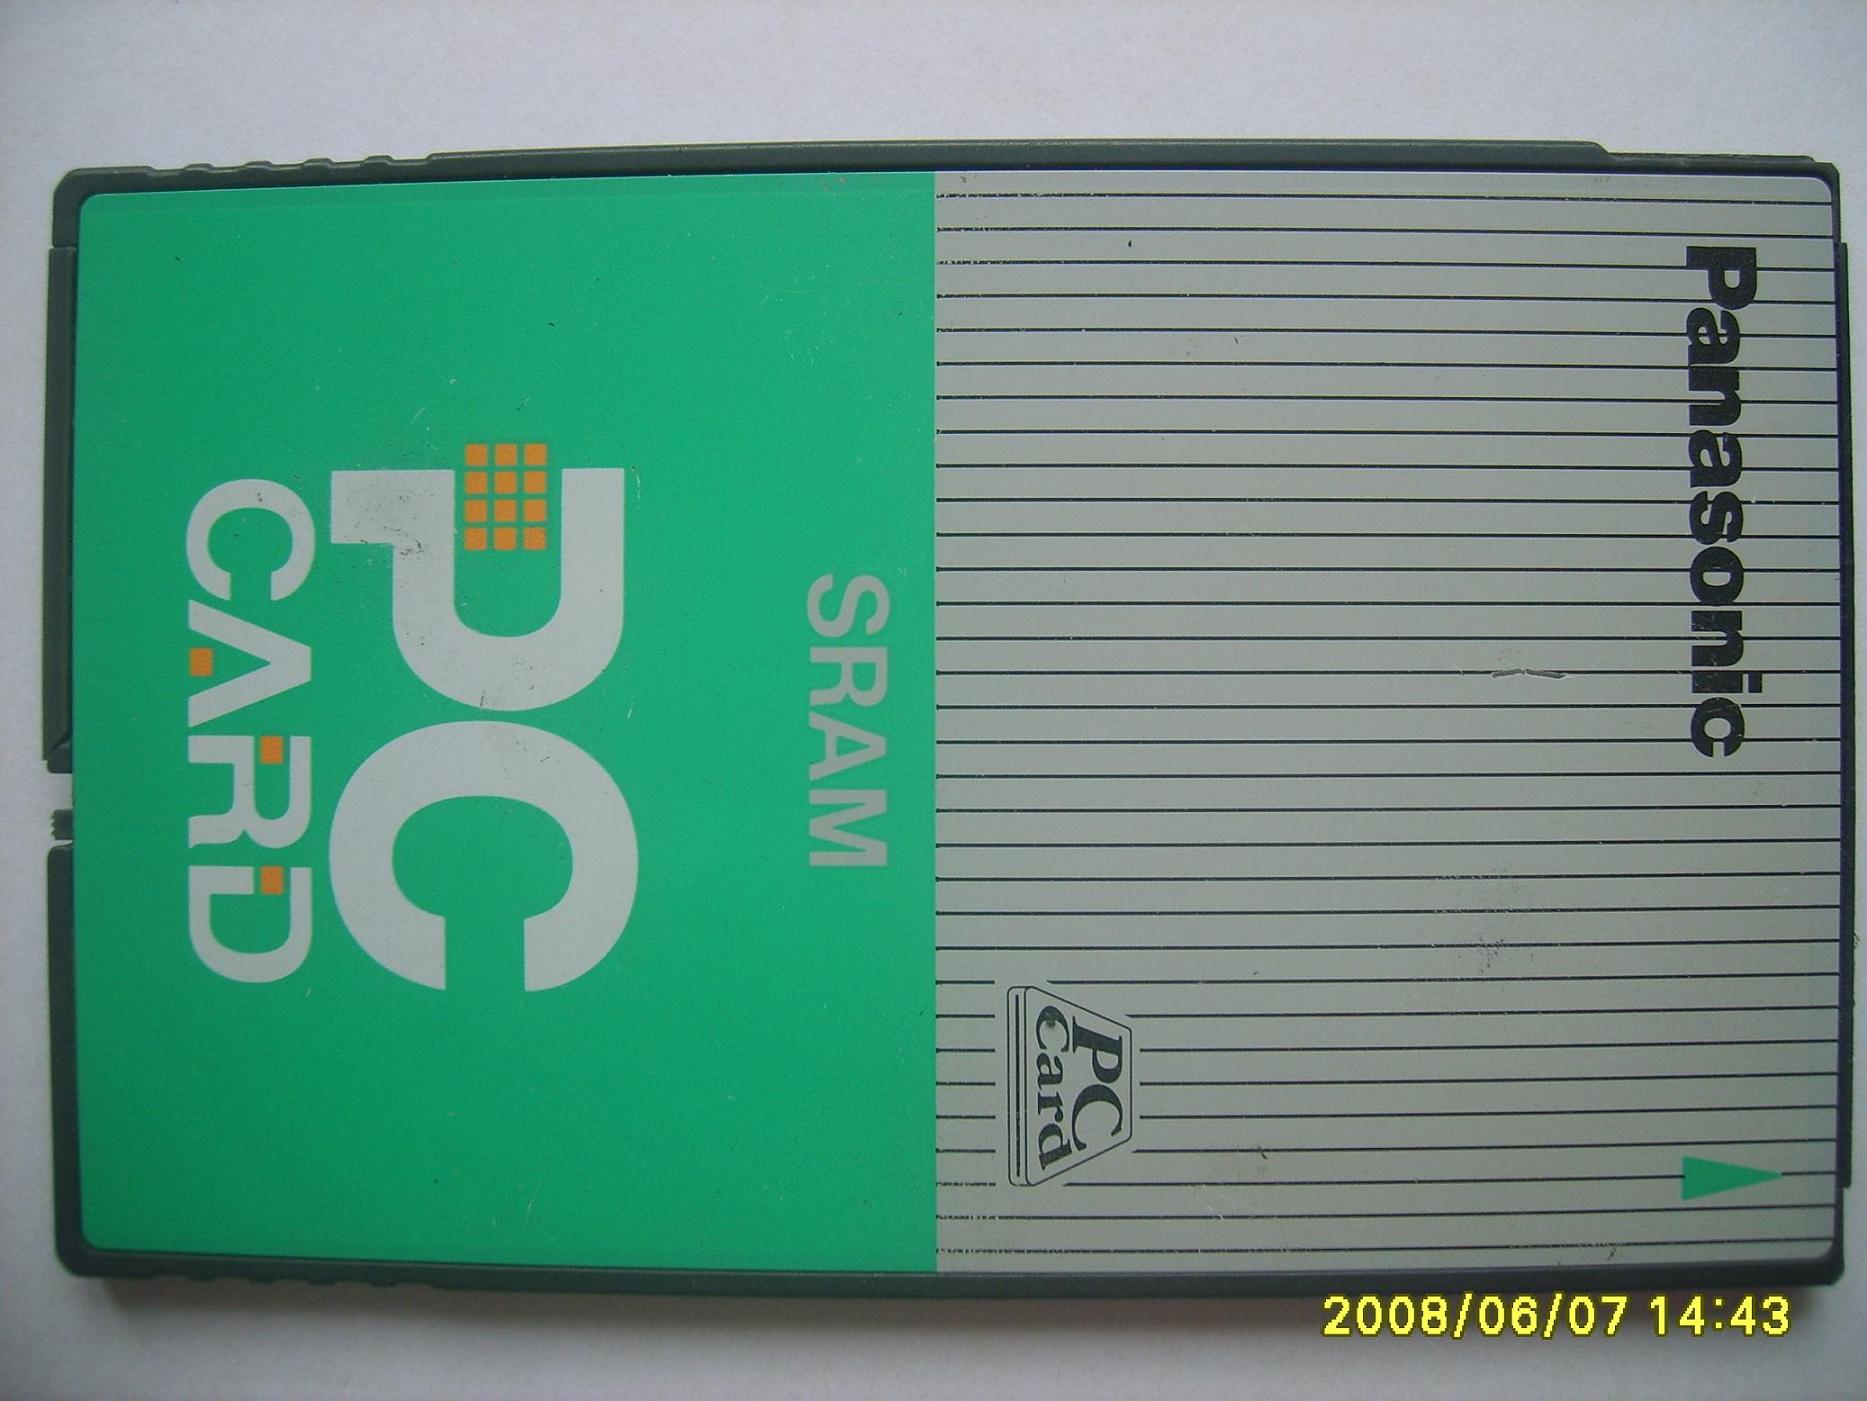 Panasonic
PC
Card
SRAM
PC
CARD
2008/06/07 14:43